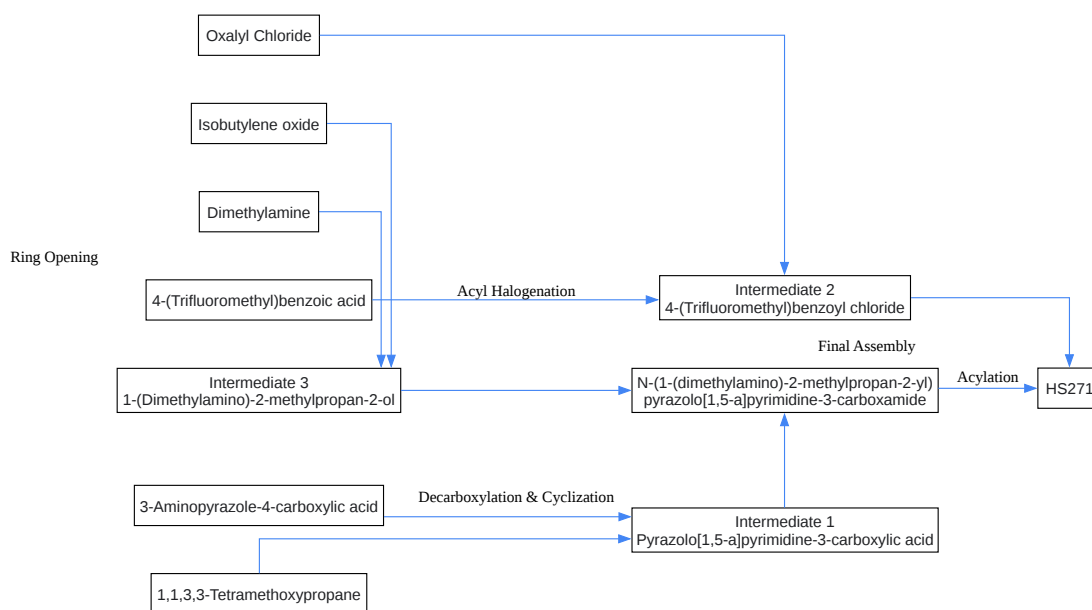 Oxalyl Chloride
Isobutylene oxide
Dimethylamine
Ring Opening
4-(Trifluoromethyl)benzoic acid
Acyl Halogenation
Intermediate 2
4-(Trifluoromethyl)benzoyl chloride
Final Assembly
Intermediate 3
1-(Dimethylamino)-2-methylpropan-2-ol
N-(1-(dimethylamino)-2-methylpropan-2-yl)
pyrazolo[1,5-a]pyrimidine-3-carboxamide
Acylation
HS271
3-Aminopyrazole-4-carboxylic acid
Decarboxylation & Cyclization
Intermediate 1
Pyrazolo[1,5-a]pyrimidine-3-carboxylic acid
1,1,3,3-Tetramethoxypropane